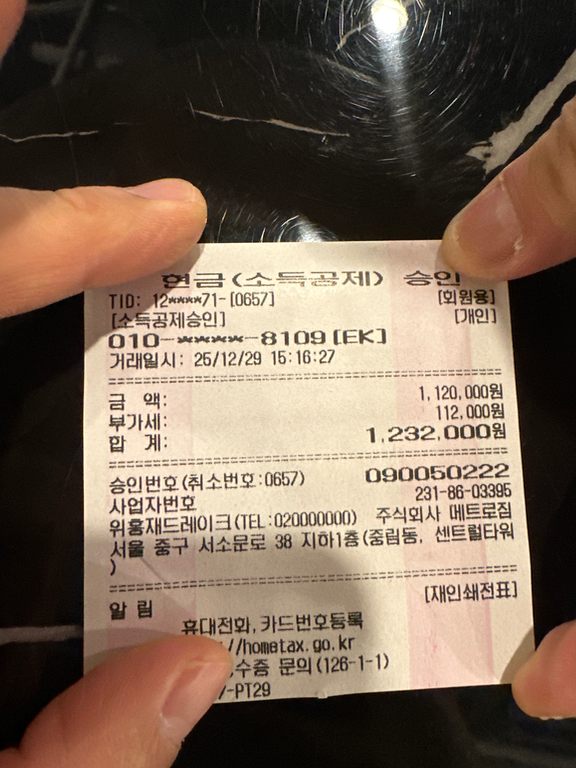 현금(소득공제) 승인
TID: 12****71-[0657] [회원용]
[소득공제승인] [개인]
010-****-8109[EK]
거래일시: 25/12/29 15:16:27
금 액: 1,120,000원
부가세: 112,000원
합 계: 1,232,000원
승인번호(취소번호:0657) 090050222
사업자번호 231-86-03395
위홍재드레이크(TEL:020000000) 주식회사 메트로짐
서울 중구 서소문로 38 지하1층(중림동, 센트럴타워
)
알 림 [재인쇄전표]
휴대전화, 카드번호등록
//hometax.go.kr
수증 문의(126-1-1)
-PT29